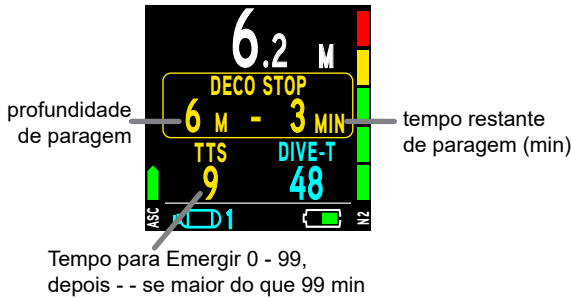 6.2 M
DECO STOP
profundidade
de paragem
6 M - 3 MIN
tempo restante
de paragem (min)
TTS DIVE-T
9 48
ASC 1 N2
Tempo para Emergir 0 - 99,
depois - - se maior do que 99 min